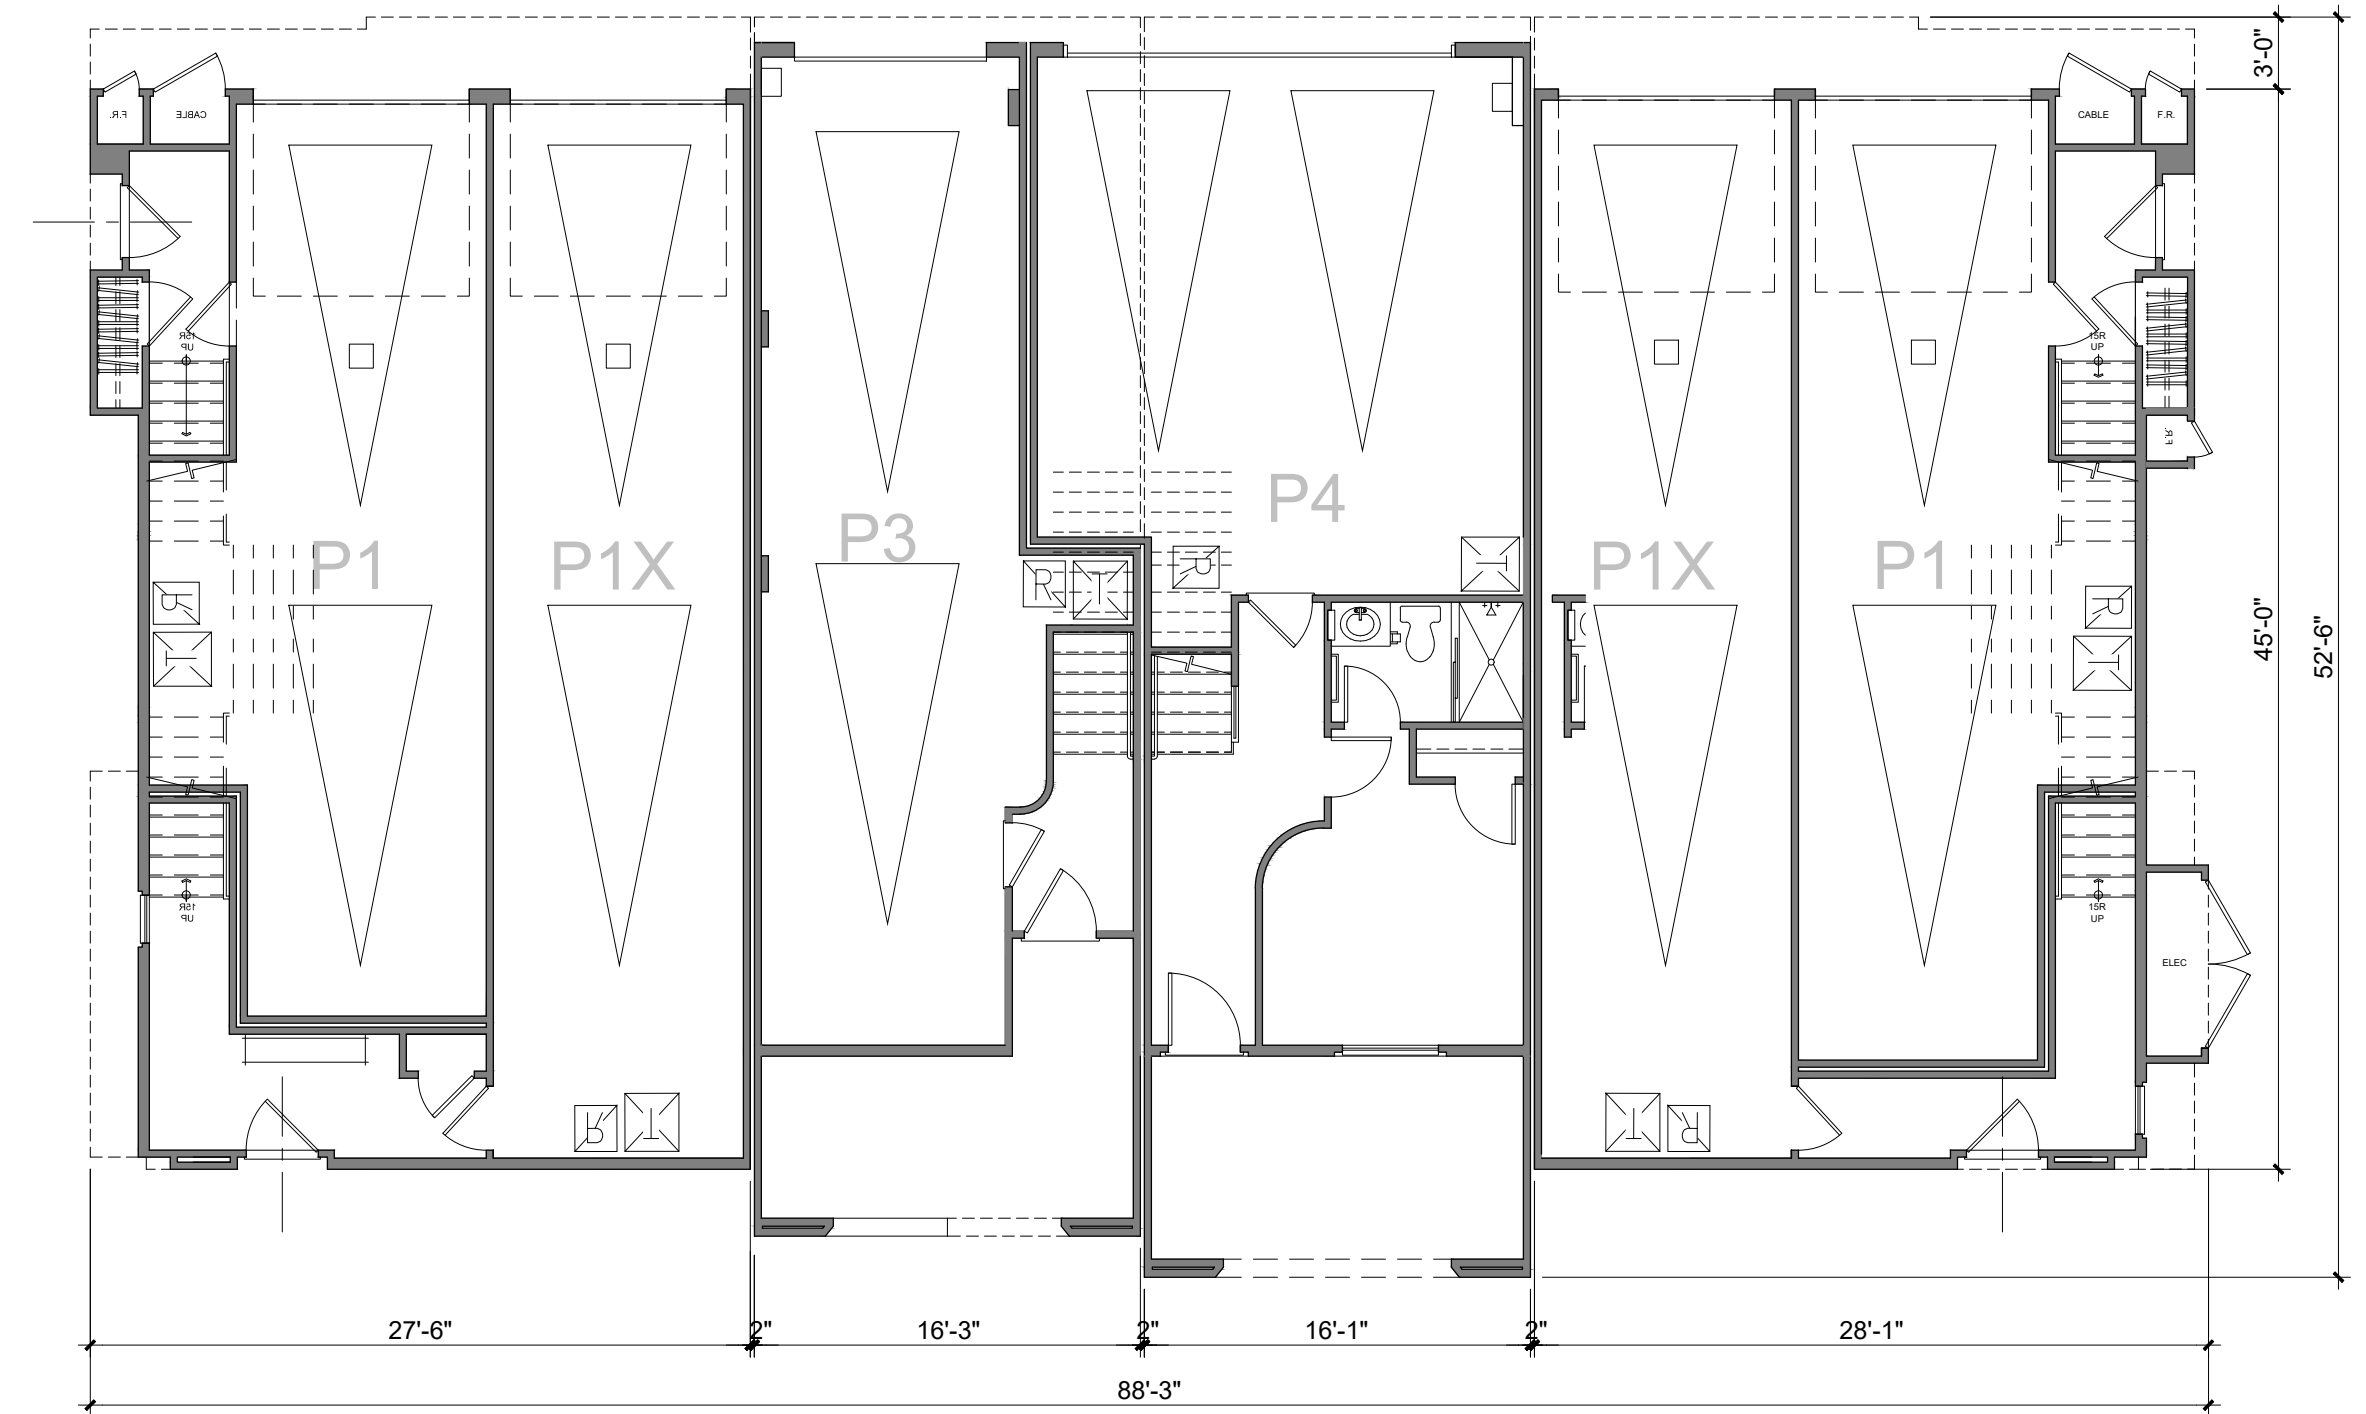 3'-0"
F.R.
CABLE
CABLE
F.R.
15R
UP
15R
UP
F.R.
P4
P3
P1
P1X
P1X
P1
R
T
R
T
R
T
R
T
45'-0"
52'-6"
15R
UP
15R
UP
ELEC
R
T
T
R
27'-6"
2"
16'-3"
2"
16'-1"
2"
28'-1"
88'-3"